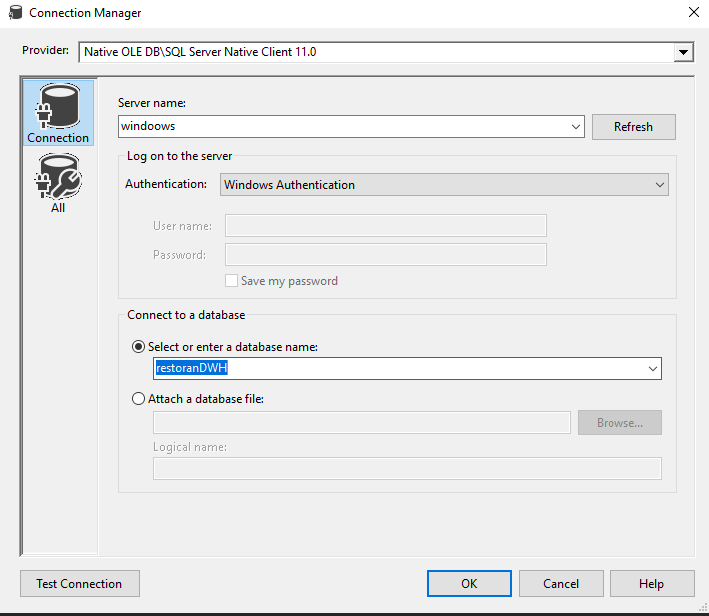 Connection Manager
Provider: Native OLE DB\SQL Server Native Client 11.0
Connection
All
Server name:
windoows
Refresh
Log on to the server
Authentication: Windows Authentication
User name:
Password:
Save my password
Connect to a database
Select or enter a database name:
restoranDWH
Attach a database file:
Browse...
Logical name:
Test Connection
OK
Cancel
Help